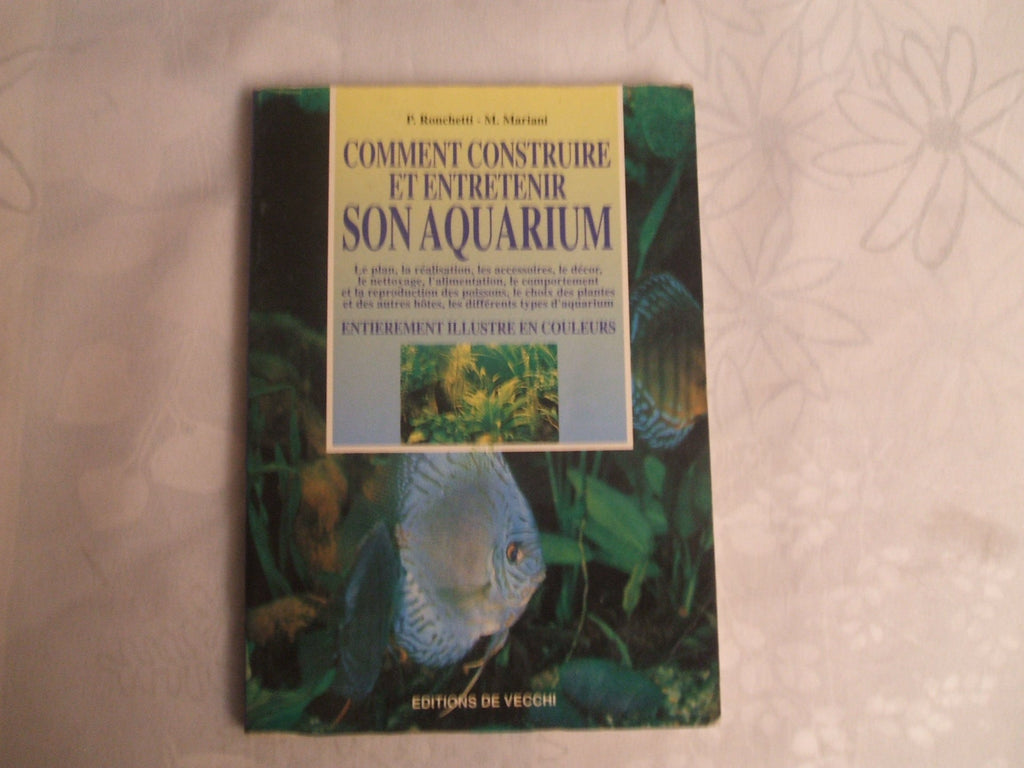 P. Ronchetti - M. Mariani
COMMENT CONSTRUIRE
ET ENTRETENIR
SON AQUARIUM
Le plan, la réalisation, les accessoires, le décor,
le nettoyage, l'alimentation, le comportement
et la reproduction des poissons, le choix des plantes
et des autres hôtes, les différents types d'aquarium
ENTIEREMENT ILLUSTRE EN COULEURS
EDITIONS DE VECCHI